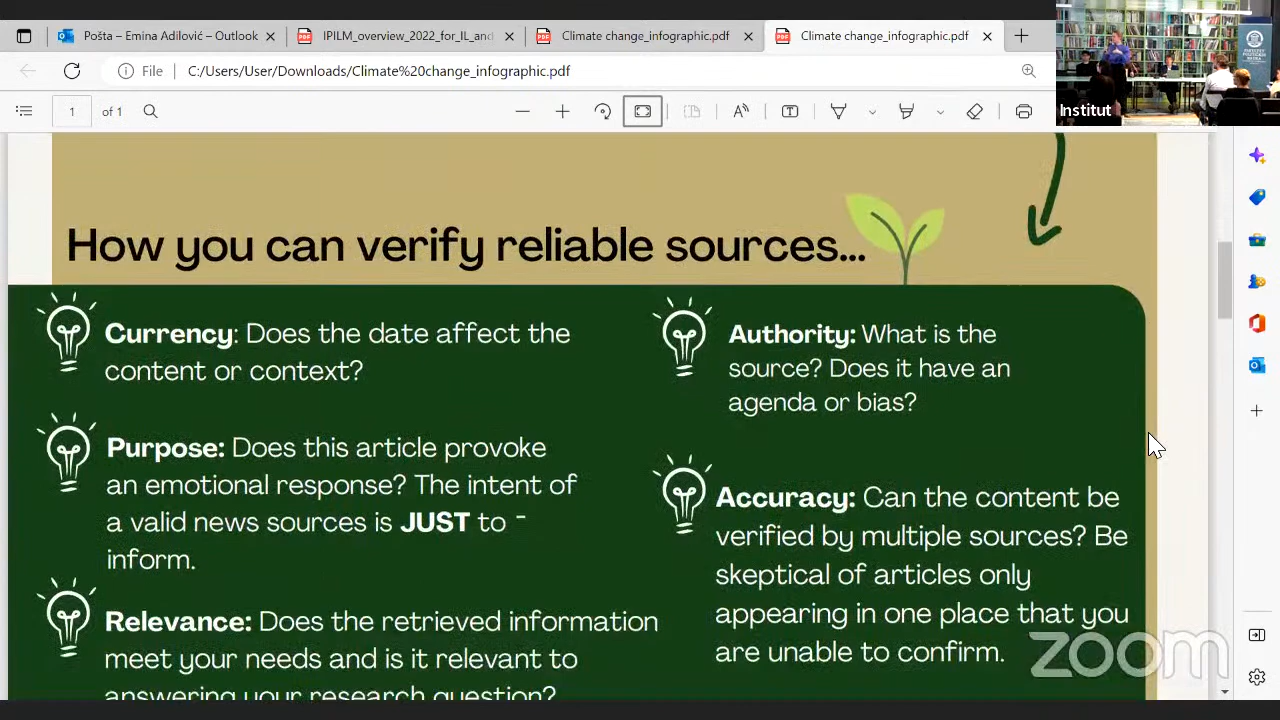 Pošta – Emina Adilović – Outlook
IPILM_overview_2022_for_IL_and
Climate change_infographic.pdf
Climate change_infographic.pdf
File
C:/Users/User/Downloads/Climate%20change_infographic.pdf
1 of 1
Institut
How you can verify reliable sources...
Currency: Does the date affect the
content or context?
Purpose: Does this article provoke
an emotional response? The intent of
a valid news sources is JUST to -
inform.
Relevance: Does the retrieved information
meet your needs and is it relevant to
answering your research question?
Authority: What is the
source? Does it have an
agenda or bias?
Accuracy: Can the content be
verified by multiple sources? Be
skeptical of articles only
appearing in one place that you
are unable to confirm.
zoom